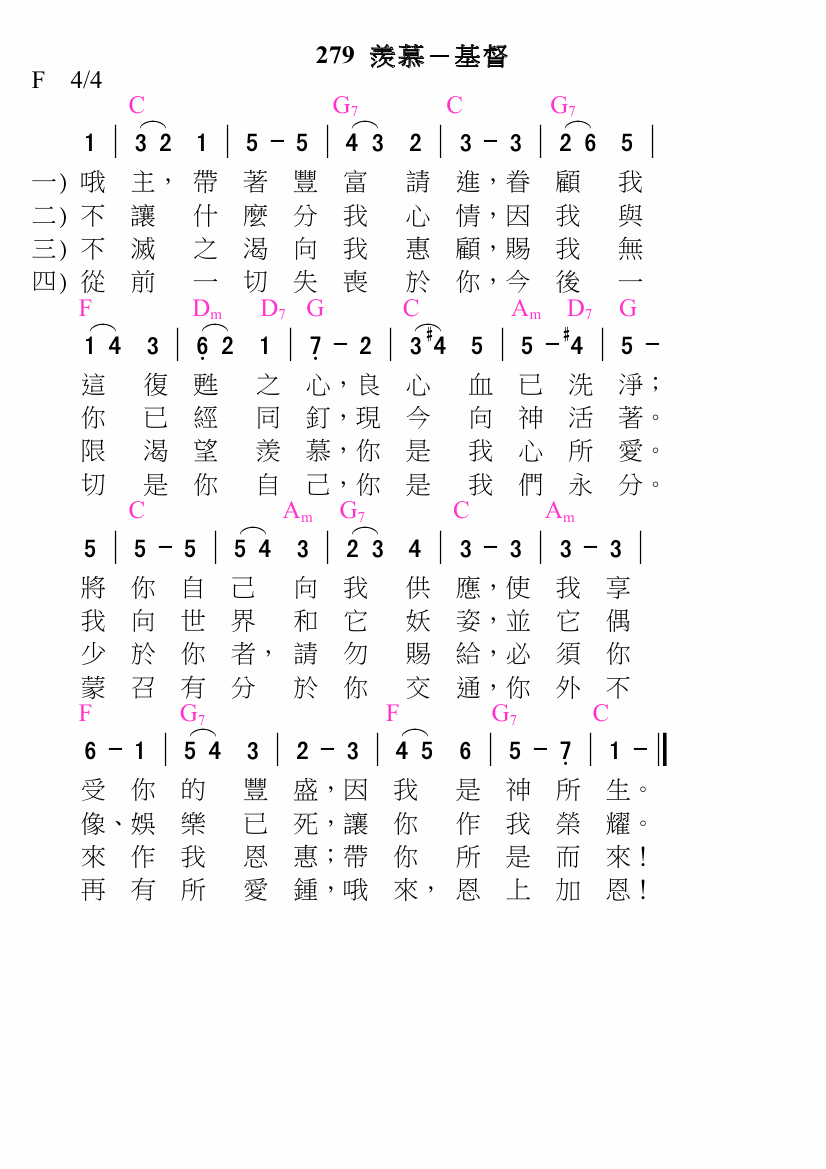 279 羨慕－基督
F 4/4
C G7 C G7
1 | 3 2 1 | 5 - 5 | 4 3 2 | 3 - 3 | 2 6 5 |
一) 哦 主， 帶 著 豐 富 請 進，眷 顧 我
二) 不 讓 什 麼 分 我 心 情，因 我 與
三) 不 滅 之 渴 向 我 惠 顧，賜 我 無
四) 從 前 一 切 失 喪 於 你，今 後 一
F Dm D7 G C Am D7 G
1 4 3 | 6̣ 2 1 | 7̣ - 2 | 3 #4 5 | 5 - #4 | 5 -
這 復 甦 之 心，良 心 血 已 洗 淨；
你 已 經 同 釘，現 今 向 神 活 著。
限 渴 望 羨 慕，你 是 我 心 所 愛。
切 是 你 自 己，你 是 我 們 永 分。
C Am G7 C Am
5 | 5 - 5 | 5 4 3 | 2 3 4 | 3 - 3 | 3 - 3 |
將 你 自 己 向 我 供 應，使 我 享
我 向 世 界 和 它 妖 姿，並 它 偶
少 於 你 者， 請 勿 賜 給，必 須 你
蒙 召 有 分 於 你 交 通，你 外 不
F G7 F G7 C
6 - 1 | 5 4 3 | 2 - 3 | 4 5 6 | 5 - 7̣ | 1 - ‖
受 你 的 豐 盛，因 我 是 神 所 生。
像、娛 樂 已 死，讓 你 作 我 榮 耀。
來 作 我 恩 惠；帶 你 所 是 而 來！
再 有 所 愛 鍾，哦 來， 恩 上 加 恩！